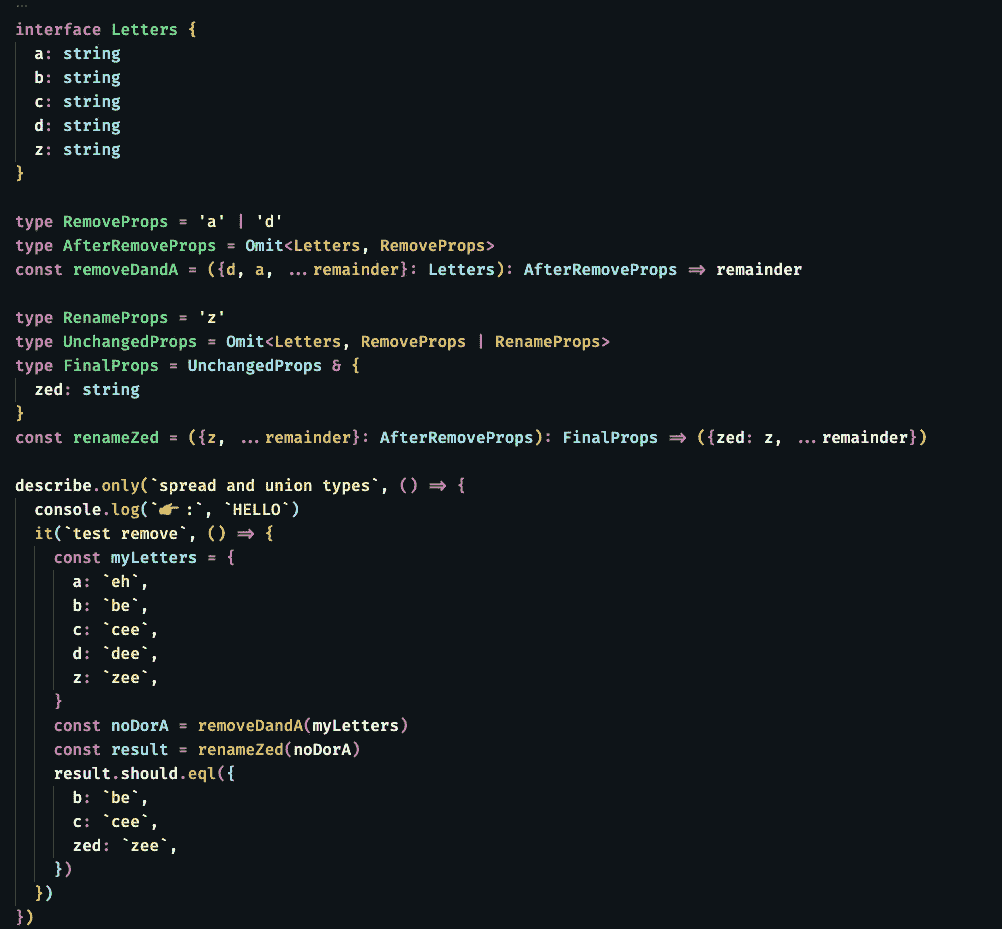 ...
interface Letters {
  a: string
  b: string
  c: string
  d: string
  z: string
}

type RemoveProps = 'a' | 'd'
type AfterRemoveProps = Omit<Letters, RemoveProps>
const removeDandA = ({d, a, ...remainder}: Letters): AfterRemoveProps => remainder

type RenameProps = 'z'
type UnchangedProps = Omit<Letters, RemoveProps | RenameProps>
type FinalProps = UnchangedProps & {
  zed: string
}
const renameZed = ({z, ...remainder}: AfterRemoveProps): FinalProps => ({zed: z, ...remainder})

describe.only(`spread and union types`, () => {
  console.log(`👉 :`, `HELLO`)
  it(`test remove`, () => {
    const myLetters = {
      a: `eh`,
      b: `be`,
      c: `cee`,
      d: `dee`,
      z: `zee`,
    }
    const noDorA = removeDandA(myLetters)
    const result = renameZed(noDorA)
    result.should.eql({
      b: `be`,
      c: `cee`,
      zed: `zee`,
    })
  })
})